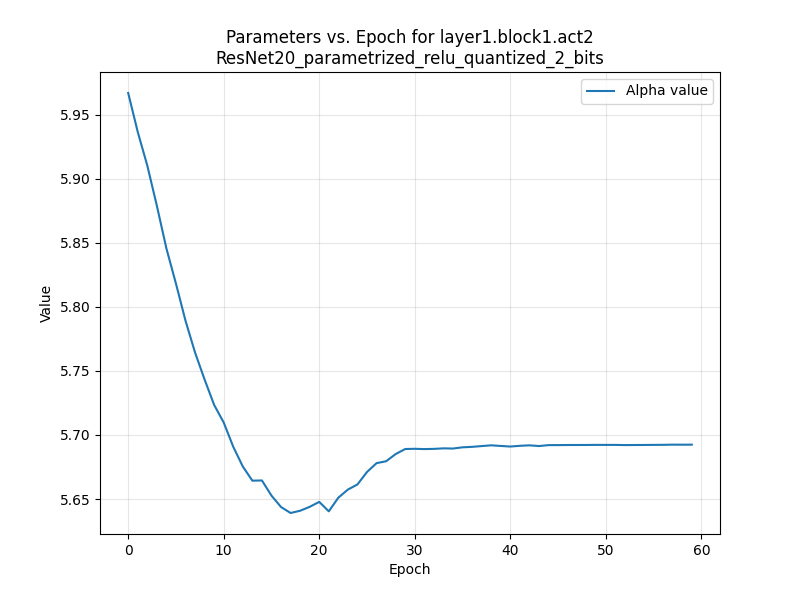 Parameters vs. Epoch for layer1.block1.act2
ResNet20_parametrized_relu_quantized_2_bits
Alpha value
Value
5.95
5.90
5.85
5.80
5.75
5.70
5.65
0 10 20 30 40 50 60
Epoch